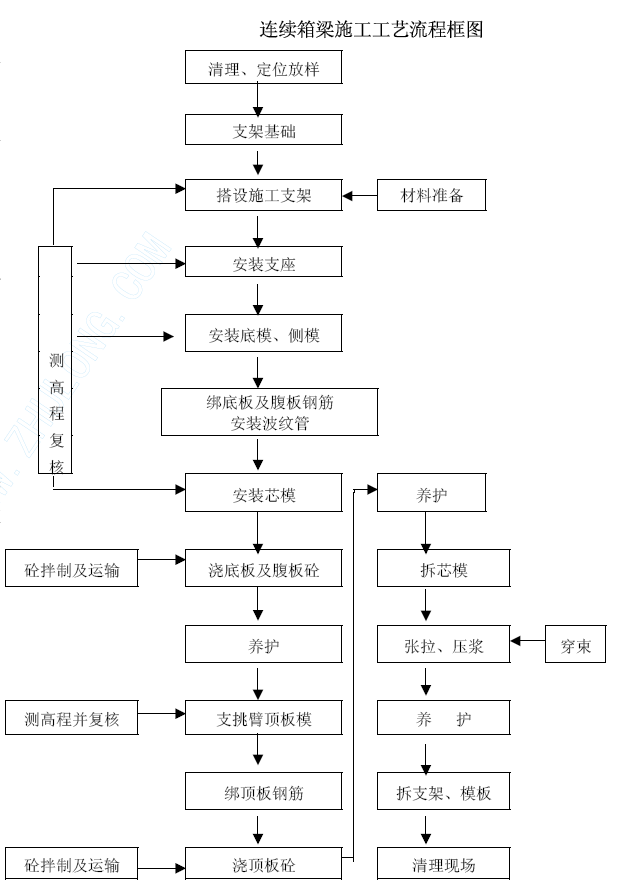 连续箱梁施工工艺流程框图
清理、定位放样
支架基础
搭设施工支架
材料准备
安装支座
安装底模、侧模
测
高
程
复
核
绑底板及腹板钢筋
安装波纹管
安装芯模
养护
砼拌制及运输
浇底板及腹板砼
拆芯模
养护
张拉、压浆
穿束
测高程并复核
支挑臂顶板模
养 护
绑顶板钢筋
拆支架、模板
砼拌制及运输
浇顶板砼
清理现场